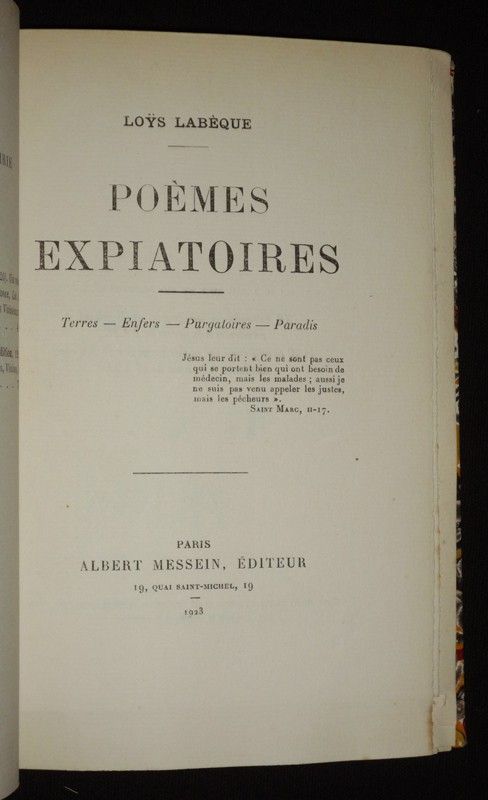 LOŸS LABÈQUE
POÈMES
EXPIATOIRES
Terres — Enfers — Purgatoires — Paradis
Jésus leur dit : « Ce ne sont pas ceux
qui se portent bien qui ont besoin de
médecin, mais les malades ; aussi je
ne suis pas venu appeler les justes,
mais les pécheurs ».
SAINT MARC, II-17.
PARIS
ALBERT MESSEIN, ÉDITEUR
19, QUAI SAINT-MICHEL, 19
1923